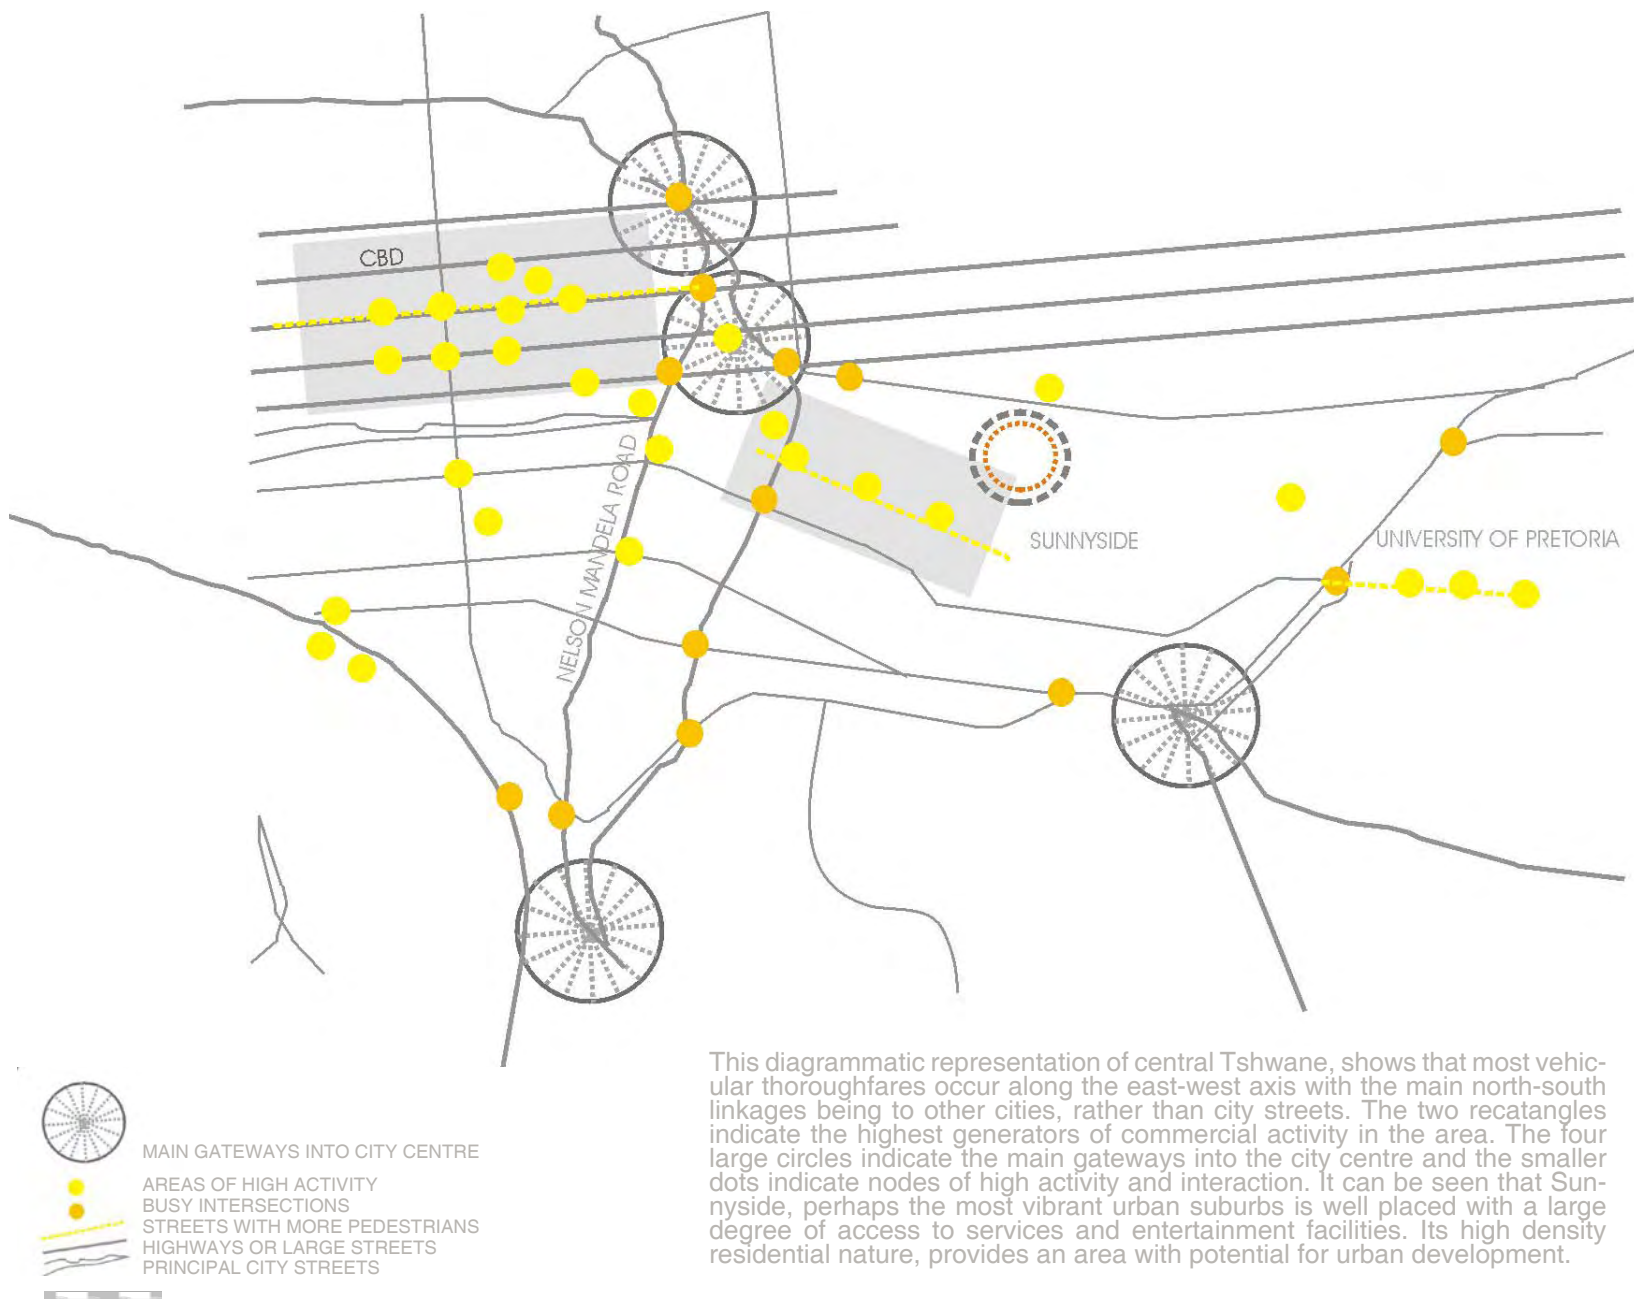 CBD
NELSON MANDELA ROAD
SUNNYSIDE
UNIVERSITY OF PRETORIA
MAIN GATEWAYS INTO CITY CENTRE
AREAS OF HIGH ACTIVITY
BUSY INTERSECTIONS
STREETS WITH MORE PEDESTRIANS
HIGHWAYS OR LARGE STREETS
PRINCIPAL CITY STREETS
This diagrammatic representation of central Tshwane, shows that most vehic-
ular thoroughfares occur along the east-west axis with the main north-south
linkages being to other cities, rather than city streets. The two recatangles
indicate the highest generators of commercial activity in the area. The four
large circles indicate the main gateways into the city centre and the smaller
dots indicate nodes of high activity and interaction. It can be seen that Sun-
nyside, perhaps the most vibrant urban suburbs is well placed with a large
degree of access to services and entertainment facilities. Its high density
residential nature, provides an area with potential for urban development.